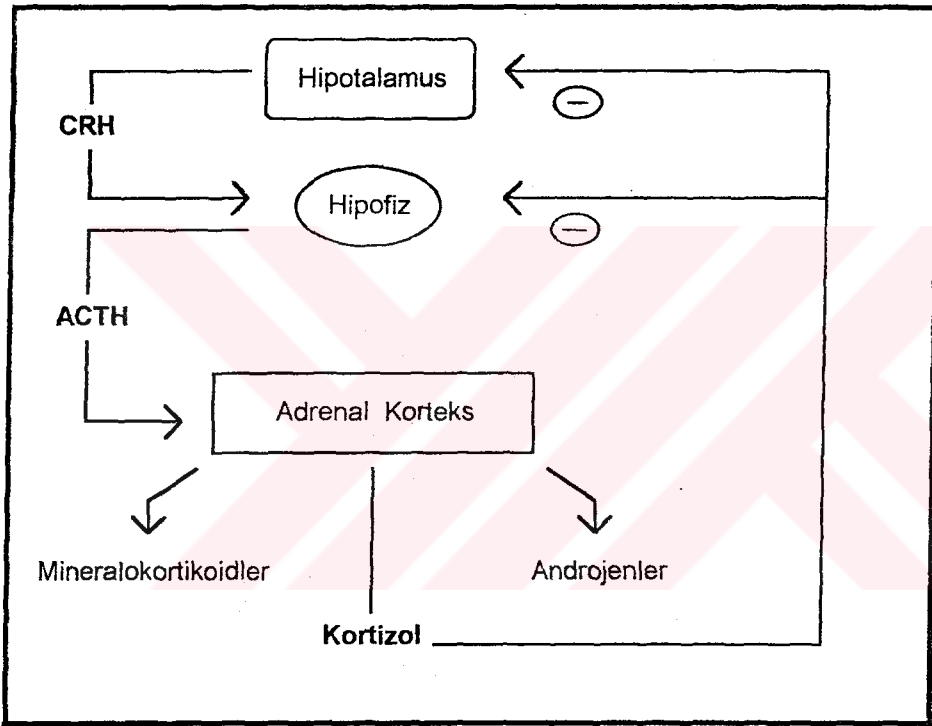 Hipotalamus
CRH
Hipofiz
ACTH
Adrenal Korteks
Mineralokortikoidler
Androjenler
Kortizol